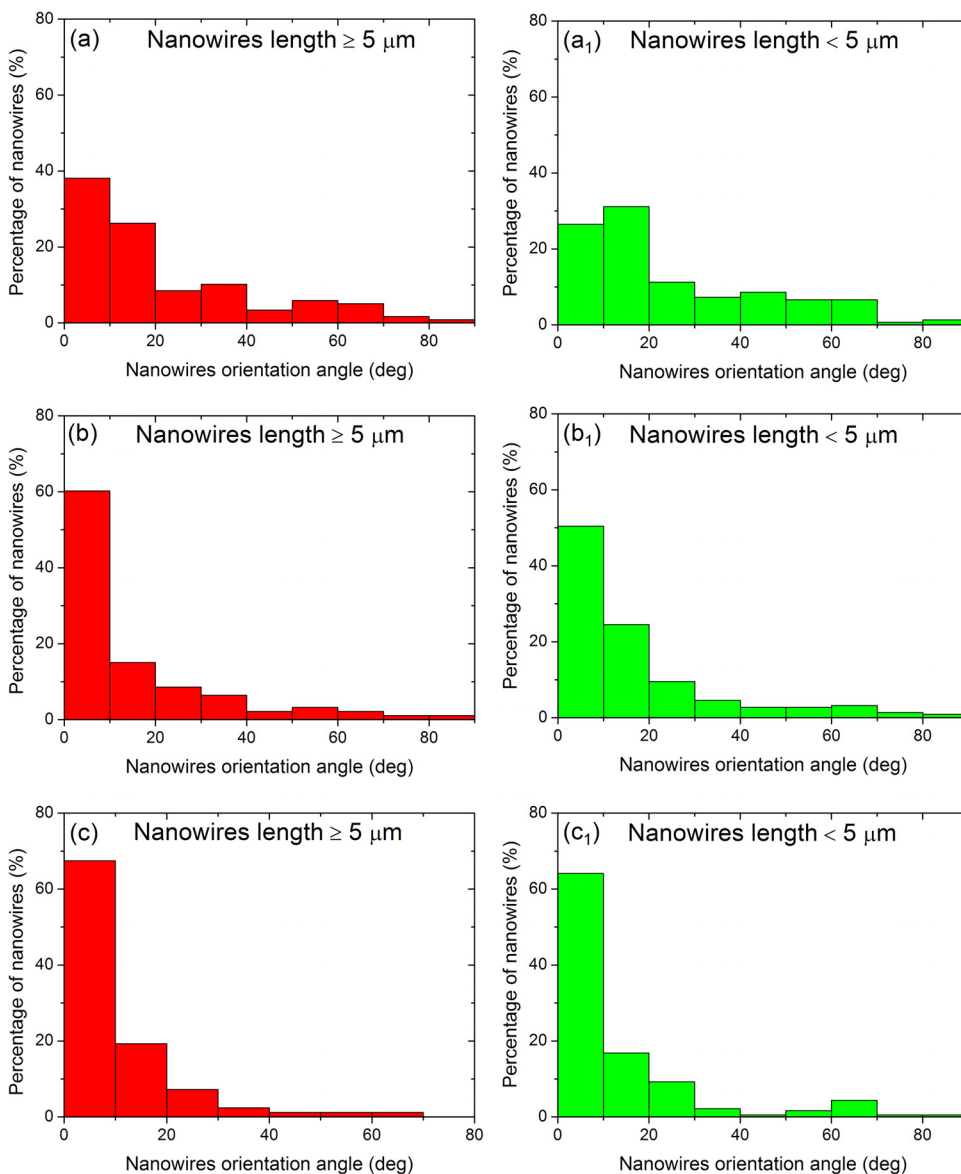 (a) Nanowires length ≥ 5 μm
Percentage of nanowires (%)
80
60
40
20
0
0 20 40 60 80
Nanowires orientation angle (deg)
(a₁) Nanowires length < 5 μm
Percentage of nanowires (%)
80
60
40
20
0
0 20 40 60 80
Nanowires orientation angle (deg)
(b) Nanowires length ≥ 5 μm
Percentage of nanowires (%)
80
60
40
20
0
0 20 40 60 80
Nanowires orientation angle (deg)
(b₁) Nanowires length < 5 μm
Percentage of nanowires (%)
80
60
40
20
0
0 20 40 60 80
Nanowires orientation angle (deg)
(c) Nanowires length ≥ 5 μm
Percentage of nanowires (%)
80
60
40
20
0
0 20 40 60 80
Nanowires orientation angle (deg)
(c₁) Nanowires length < 5 μm
Percentage of nanowires (%)
80
60
40
20
0
0 20 40 60 80
Nanowires orientation angle (deg)